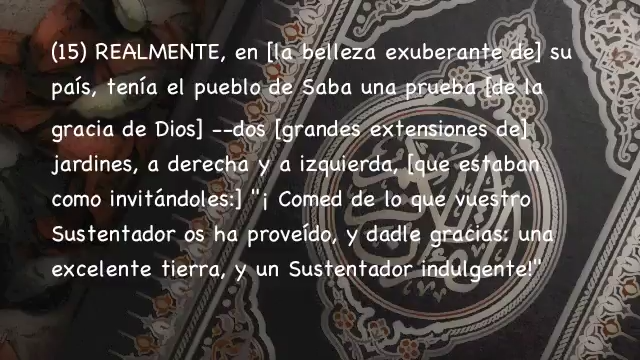 (15) REALMENTE, en [la belleza exuberante de] su
país, tenía el pueblo de Saba una prueba [de la
gracia de Dios] --dos [grandes extensiones de]
jardines, a derecha y a izquierda, [que estaban
como invitándoles:] "¡ Comed de lo que vuestro
Sustentador os ha proveído, y dadle gracias: una
excelente tierra, y un Sustentador indulgente!"